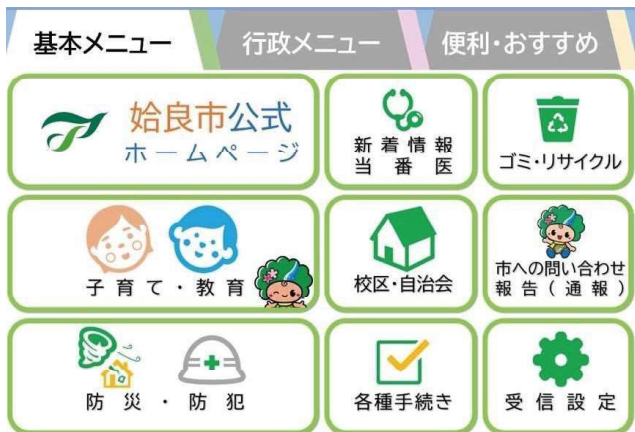 基本メニュー
行政メニュー
便利・おすすめ
姶良市公式
ホームページ
新着情報
当番医
ゴミ・リサイクル
子育て・教育
校区・自治会
市への問い合わせ
報告(通報)
防災・防犯
各種手続き
受信設定